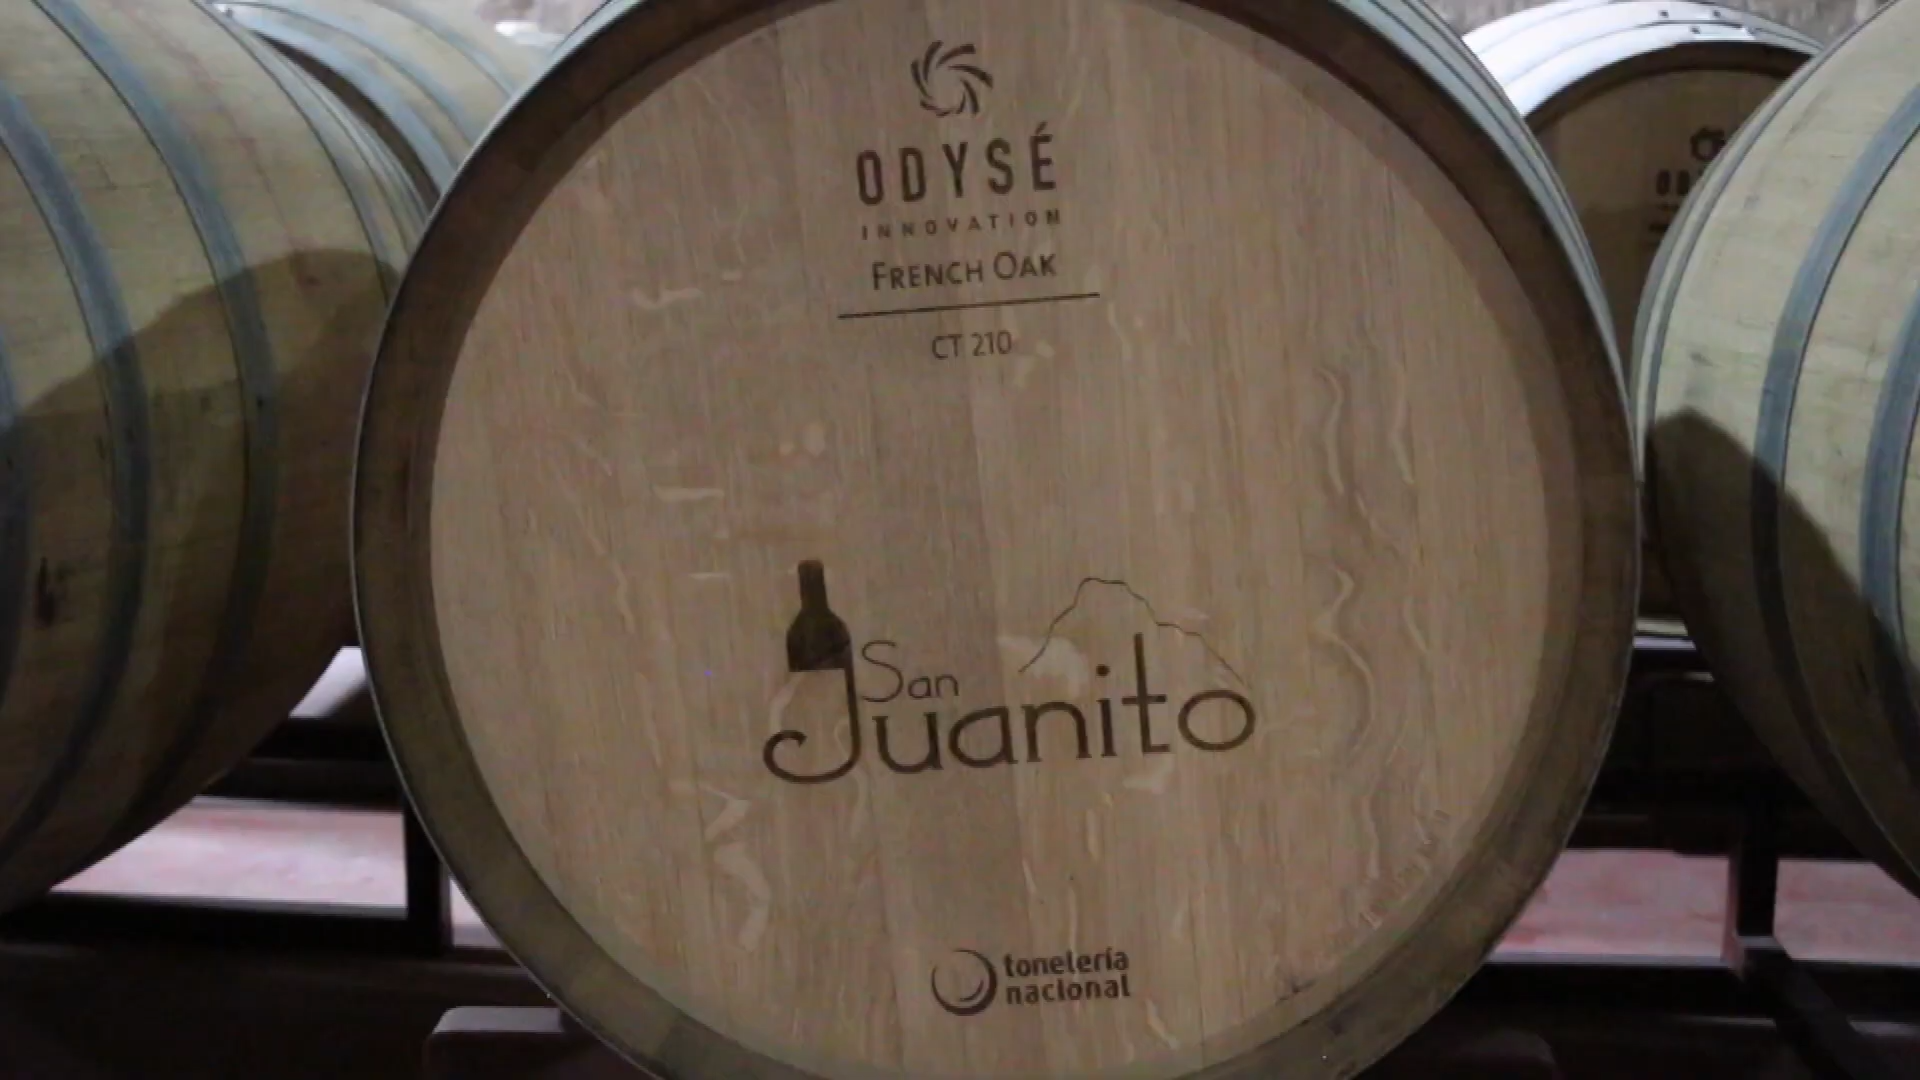 ODYSÉ
INNOVATION
FRENCH OAK
CT 210
San
Juanito
tonelería
nacional